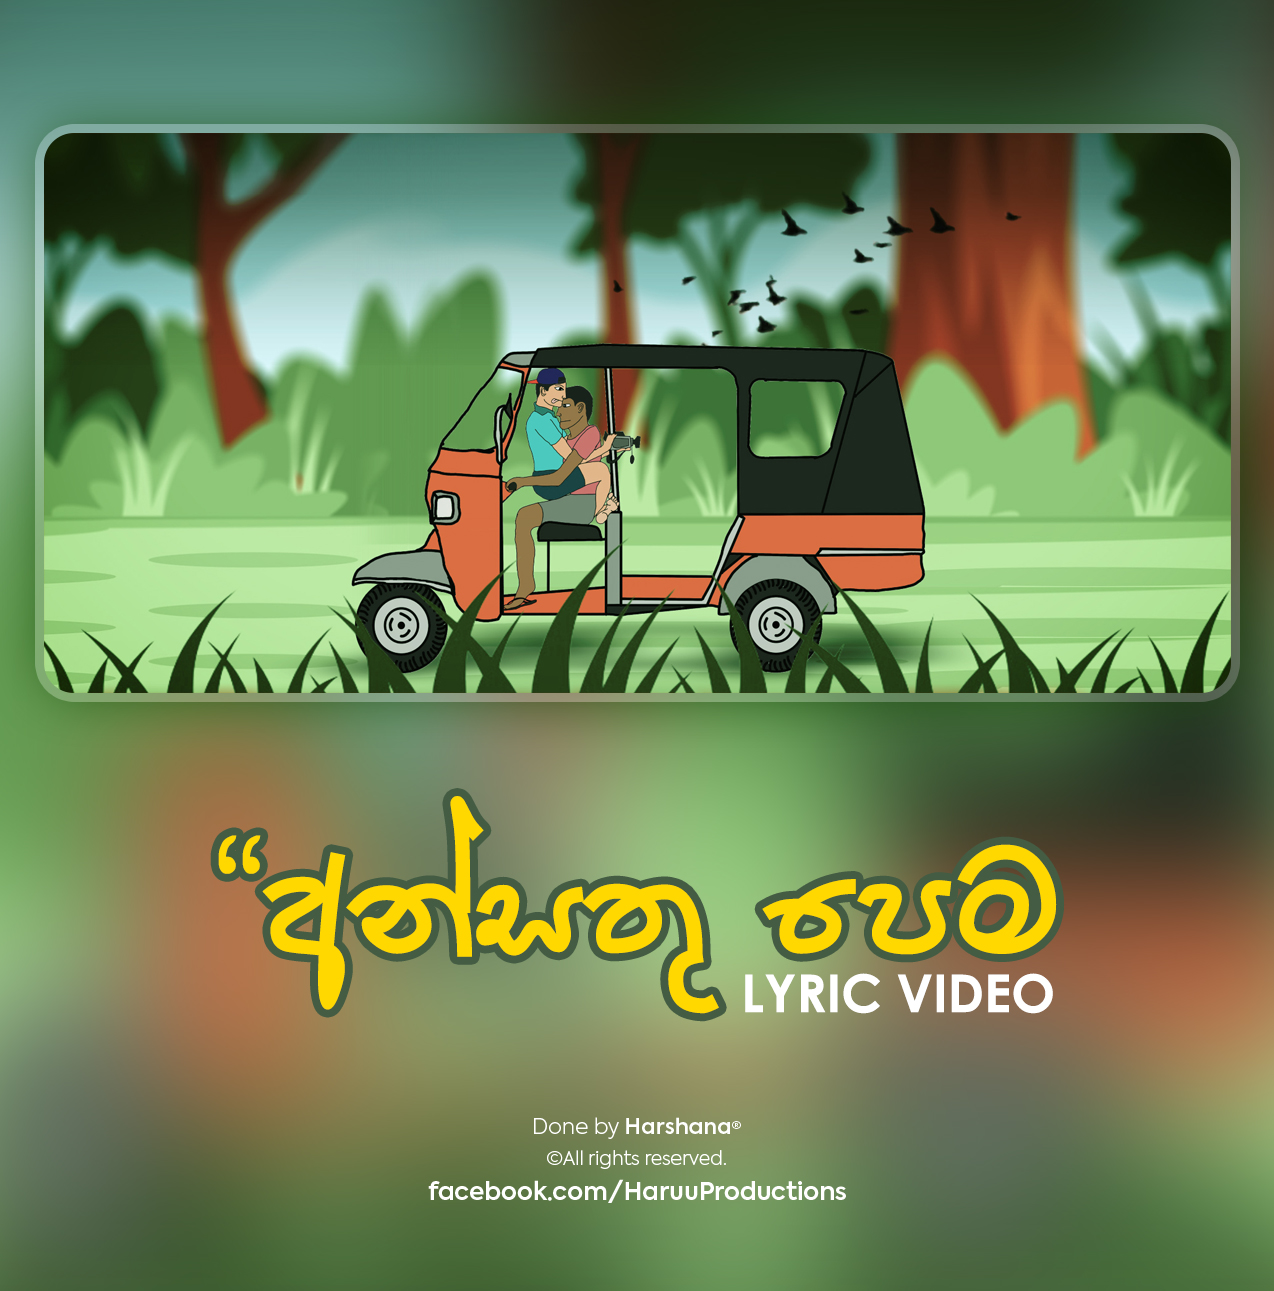 “අන්සතු පෙම
LYRIC VIDEO
Done by Harshana®
©All rights reserved.
facebook.com/HaruuProductions